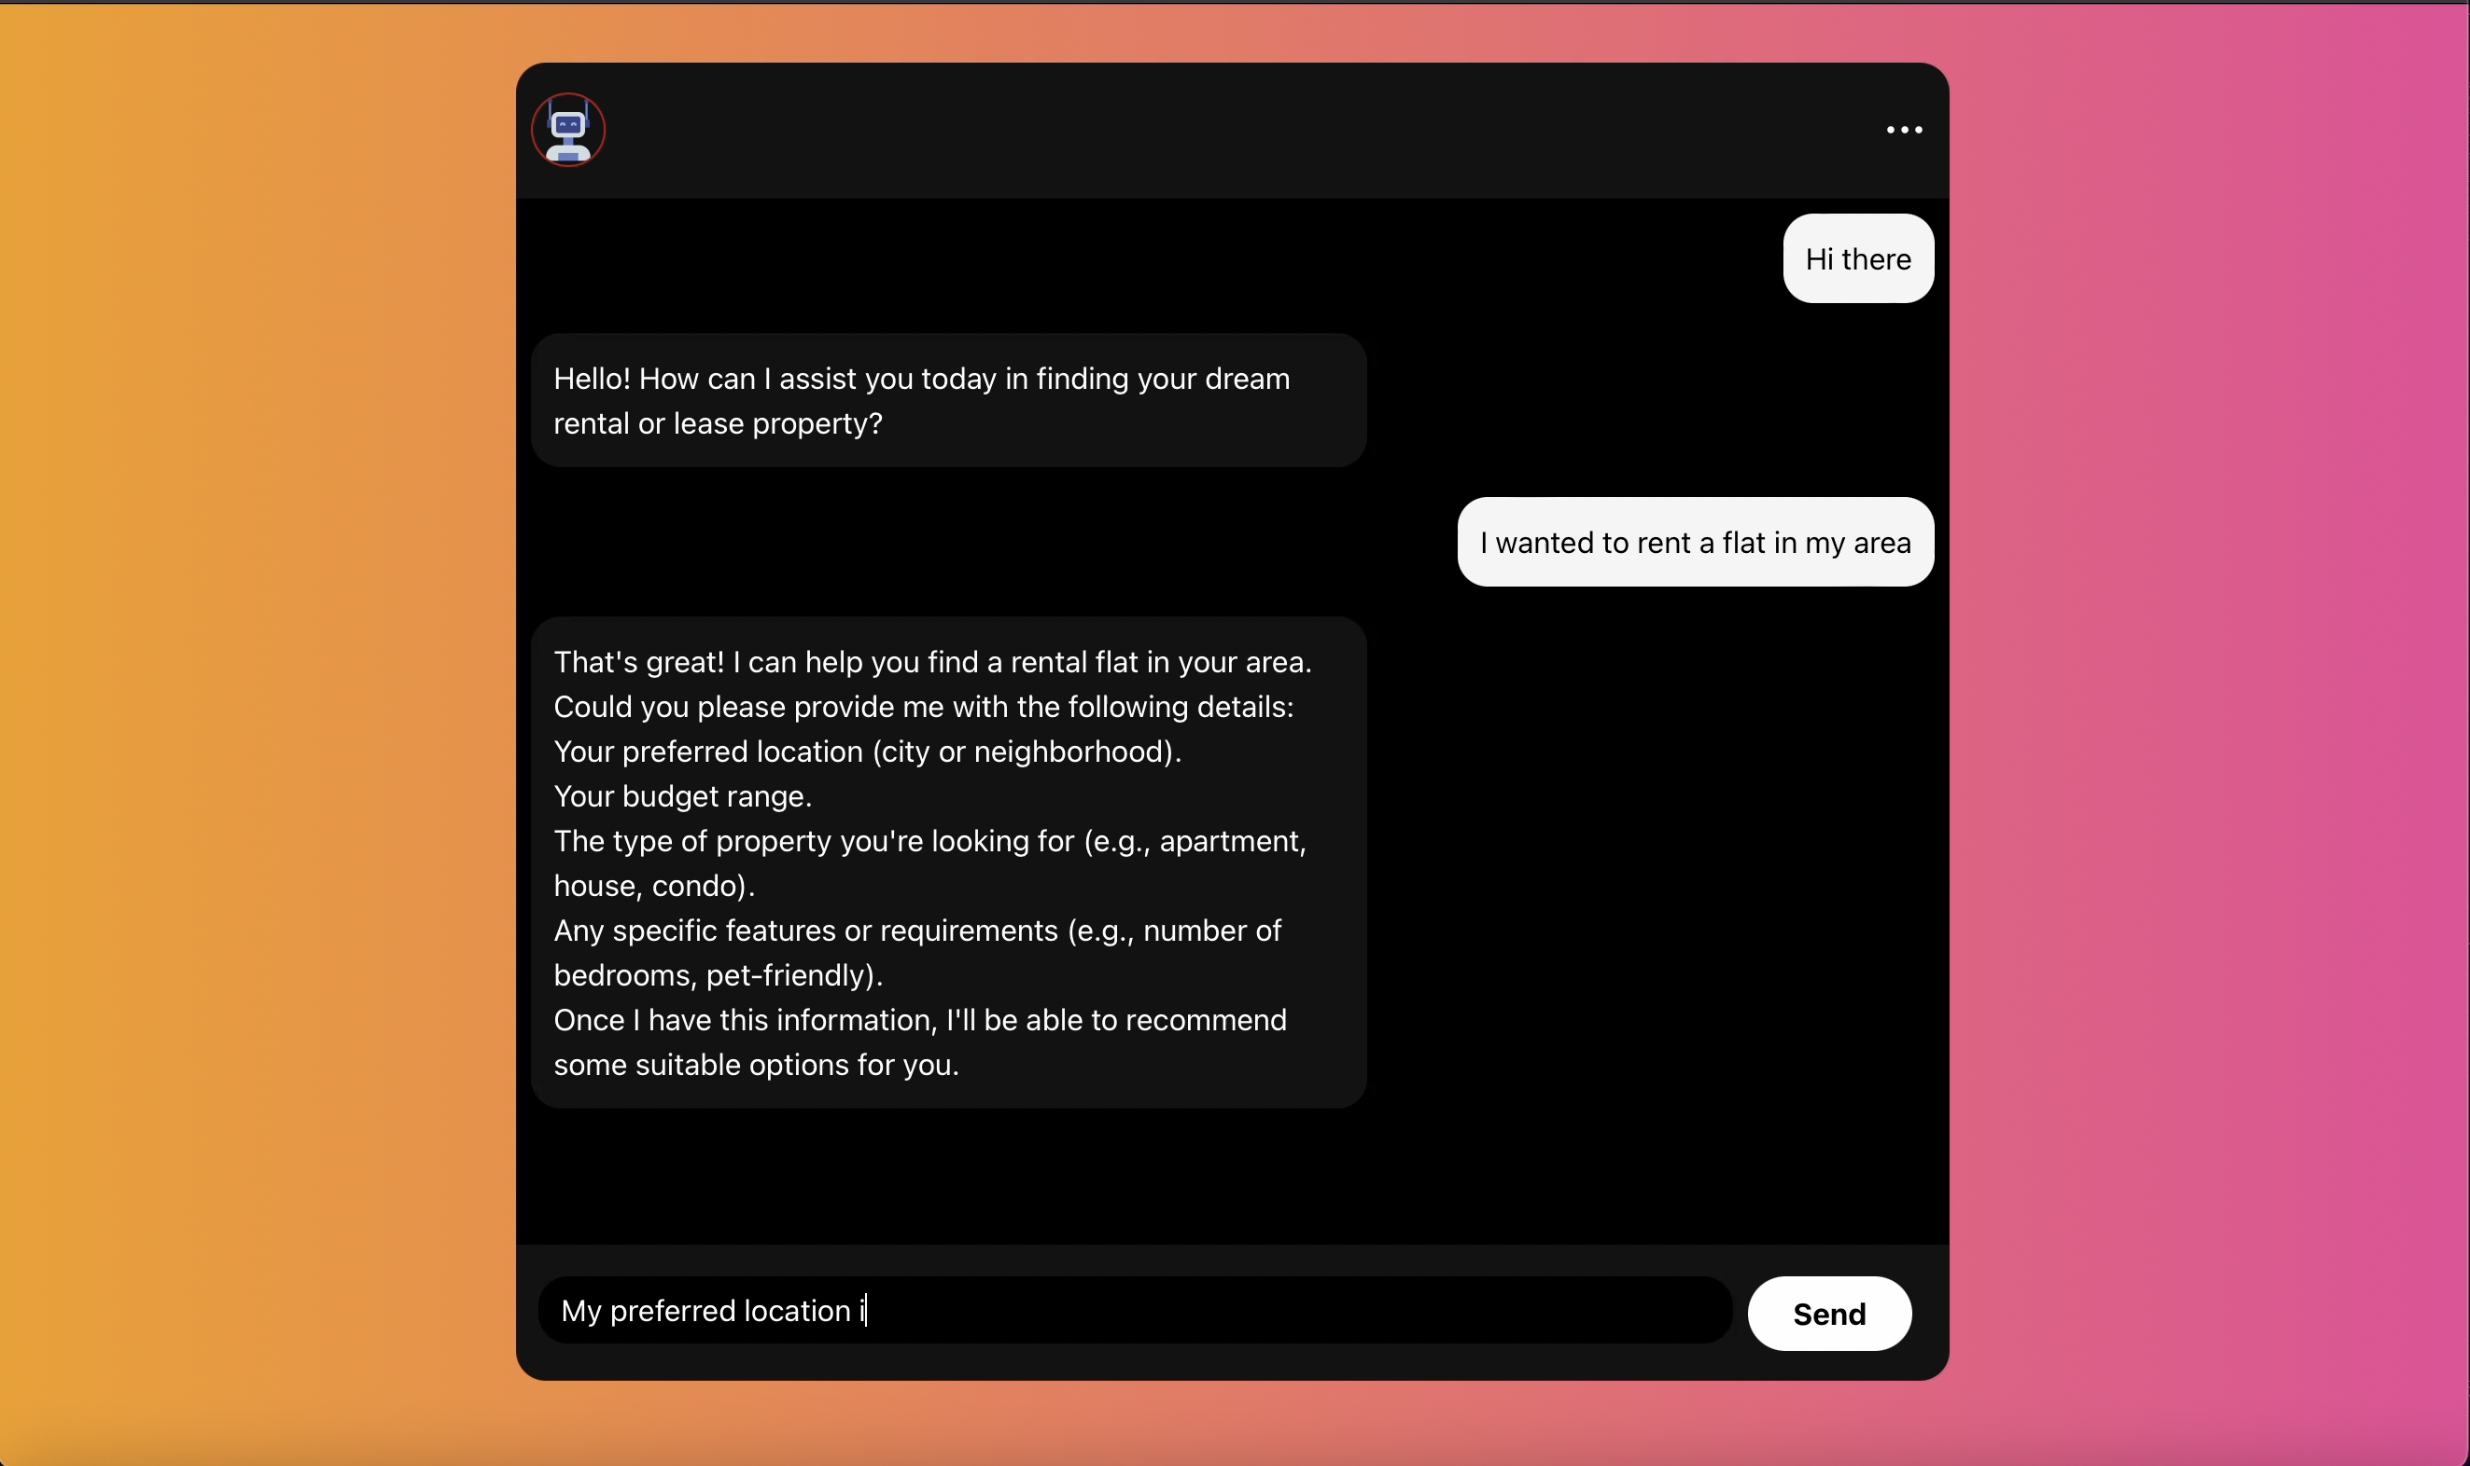 Hi there
Hello! How can I assist you today in finding your dream
rental or lease property?
I wanted to rent a flat in my area
That's great! I can help you find a rental flat in your area.
Could you please provide me with the following details:
Your preferred location (city or neighborhood).
Your budget range.
The type of property you're looking for (e.g., apartment,
house, condo).
Any specific features or requirements (e.g., number of
bedrooms, pet-friendly).
Once I have this information, I'll be able to recommend
some suitable options for you.
My preferred location i
Send